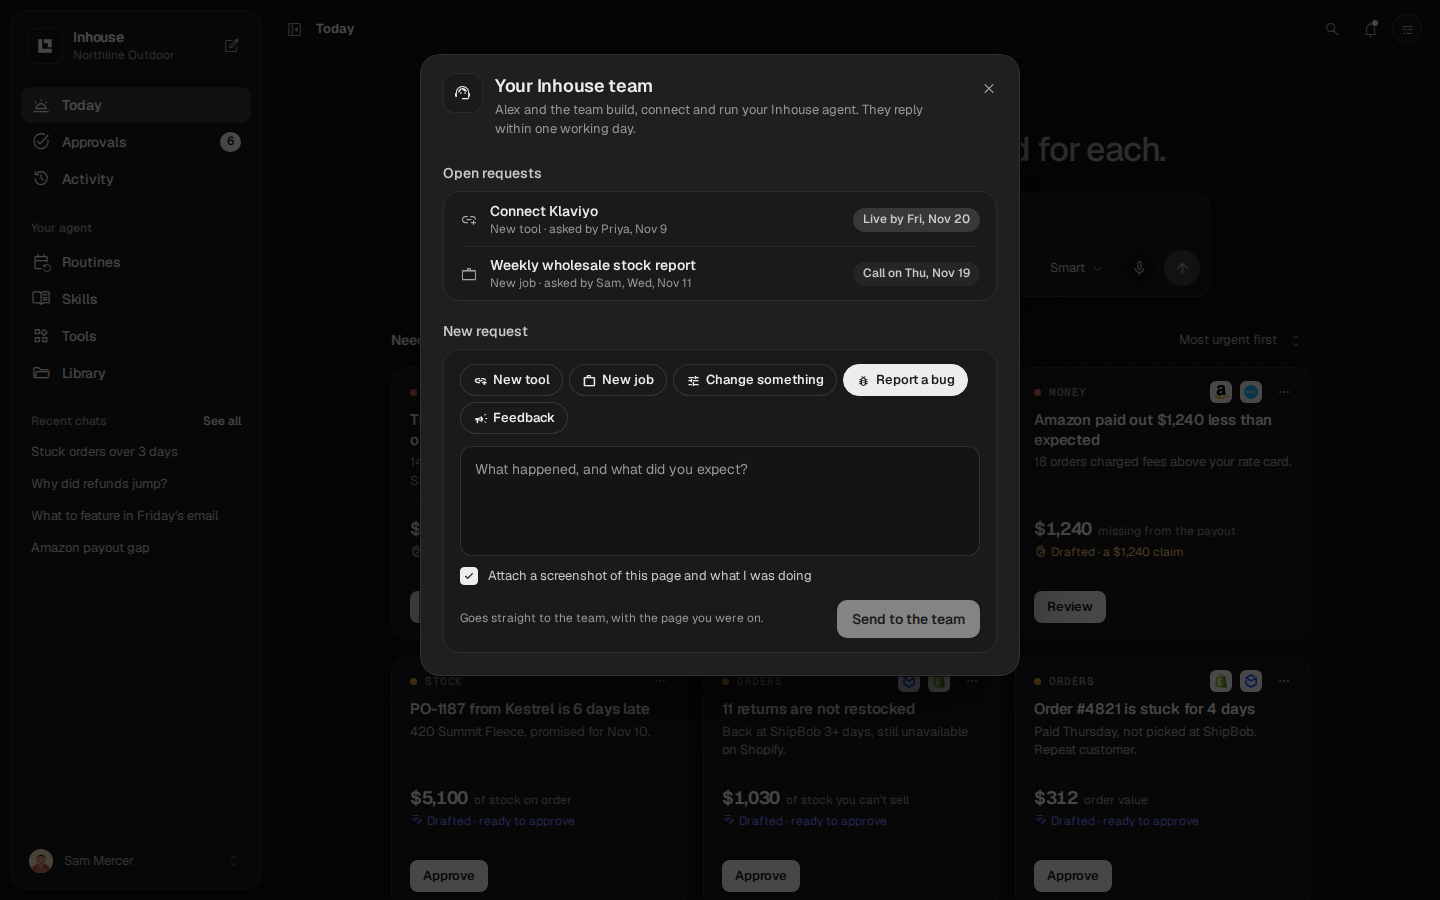 Inhouse
Northline Outdoor
Today
Approvals
6
Activity
Your agent
Routines
Skills
Tools
Library
Recent chats
See all
Stuck orders over 3 days
Why did refunds jump?
What to feature in Friday's email
Amazon payout gap
Sam Mercer
Today
d for each.
Smart
Most urgent first
Your Inhouse team
Alex and the team build, connect and run your Inhouse agent. They reply
within one working day.
Open requests
Connect Klaviyo
New tool · asked by Priya, Nov 9
Live by Fri, Nov 20
Weekly wholesale stock report
New job · asked by Sam, Wed, Nov 11
Call on Thu, Nov 19
New request
New tool
New job
Change something
Report a bug
Feedback
What happened, and what did you expect?
Attach a screenshot of this page and what I was doing
Goes straight to the team, with the page you were on.
Send to the team
MONEY
Amazon paid out $1,240 less than
expected
18 orders charged fees above your rate card.
$1,240 missing from the payout
Drafted · a $1,240 claim
Review
STOCK
PO-1187 from Kestrel is 6 days late
420 Summit Fleece, promised for Nov 10.
$5,100 of stock on order
Drafted · ready to approve
Approve
ORDERS
11 returns are not restocked
Back at ShipBob 3+ days, still unavailable
on Shopify.
$1,030 of stock you can't sell
Drafted · ready to approve
Approve
ORDERS
Order #4821 is stuck for 4 days
Paid Thursday, not picked at ShipBob.
Repeat customer.
$312 order value
Drafted · ready to approve
Approve